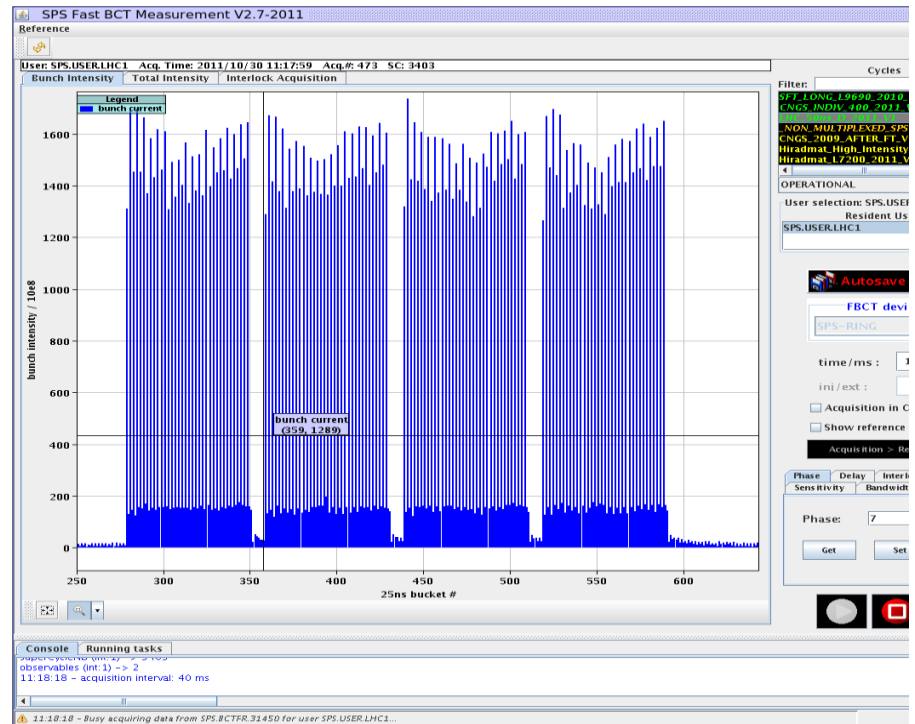 SPS Fast BCT Measurement V2.7-2011
Reference
User: SPS.USER.LHC1 Acq. Time: 2011/10/30 11:17:59 Acq.#: 473 SC: 3403
Bunch Intensity Total Intensity Interlock Acquisition
Legend
bunch current
bunch intensity / 10e8
1600
1400
1200
1000
800
600
400
200
0
bunch current
(359, 1289)
250 300 350 400 450 500 550 600
25ns bucket #
Cycles
Filter:
SFT_LONG_L9690_2010_
CNGS_INDIV_400_2011_V
_NON_MULTIPLEXED_SPS
CNGS_2009_AFTER_FT_V
Hiradmat_High_Intensity
Hiradmat_L7200_2011_V
OPERATIONAL
User selection: SPS.USER
Resident Us
SPS.USER.LHC1
Autosave
FBCT devi
SPS-RING
time/ms : 1
inj/ext :
Acquisition in C
Show reference
Acquisition > Re
Phase Delay Interl
Sensitivity Bandwidt
Phase: 7
Get Set
Console Running tasks
observables (int:1) -> 2
11:18:18 - acquisition interval: 40 ms
11:18:18 - Busy acquiring data from SPS.BCTFR.31450 for user SPS.USER.LHC1...